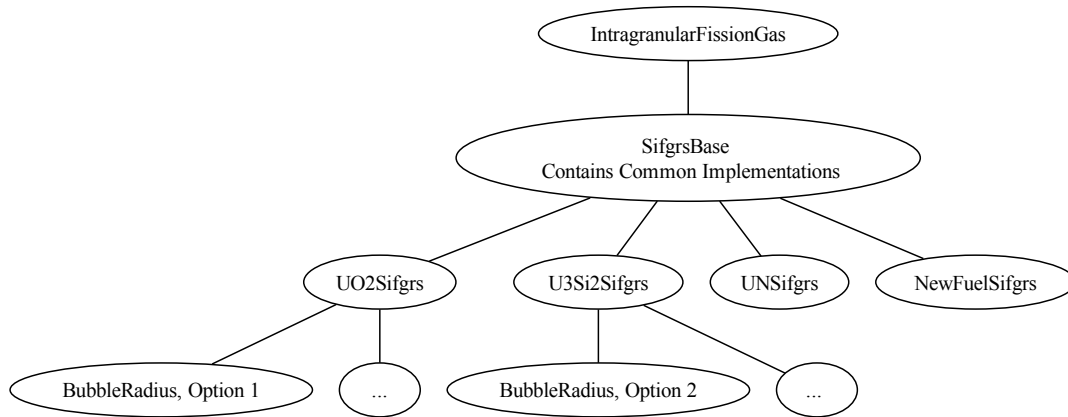 IntragranularFissionGas
SifgrsBase
Contains Common Implementations
UO2Sifgrs
U3Si2Sifgrs
UNSifgrs
NewFuelSifgrs
BubbleRadius, Option 1
...
BubbleRadius, Option 2
...